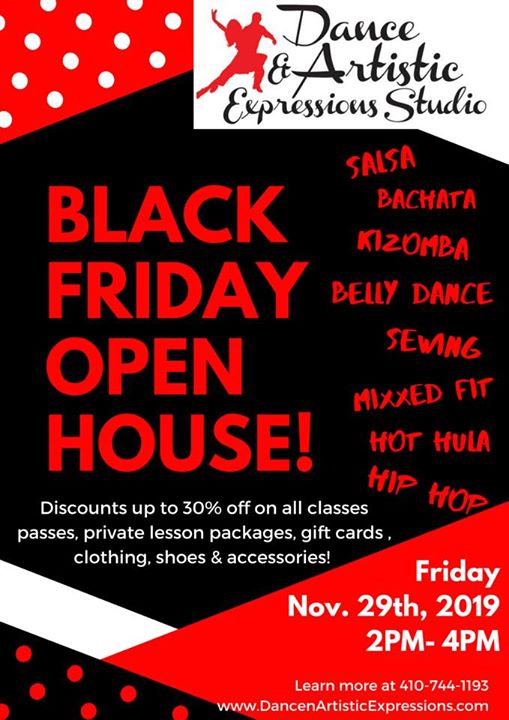 Dance
& Artistic
Expressions Studio
BLACK
FRIDAY
OPEN
HOUSE!
SALSA
BACHATA
KIZOMBA
BELLY DANCE
SEWING
MIXXED FIT
HOT HULA
HIP HOP
Discounts up to 30% off on all classes
passes, private lesson packages, gift cards ,
clothing, shoes & accessories!
Friday
Nov. 29th, 2019
2PM- 4PM
Learn more at 410-744-1193
www.DancenArtisticExpressions.com